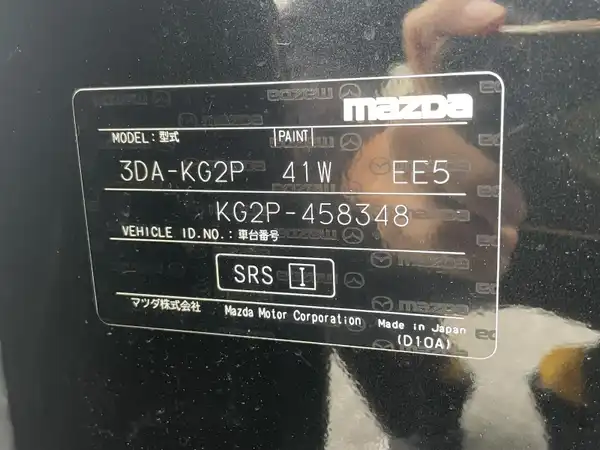 mazda
MODEL:型式 PAINT
3DA-KG2P 41W EE5
KG2P-458348
VEHICLE ID.NO.:車台番号
SRS I
マツダ株式会社 Mazda Motor Corporation Made in Japan
(D10A)